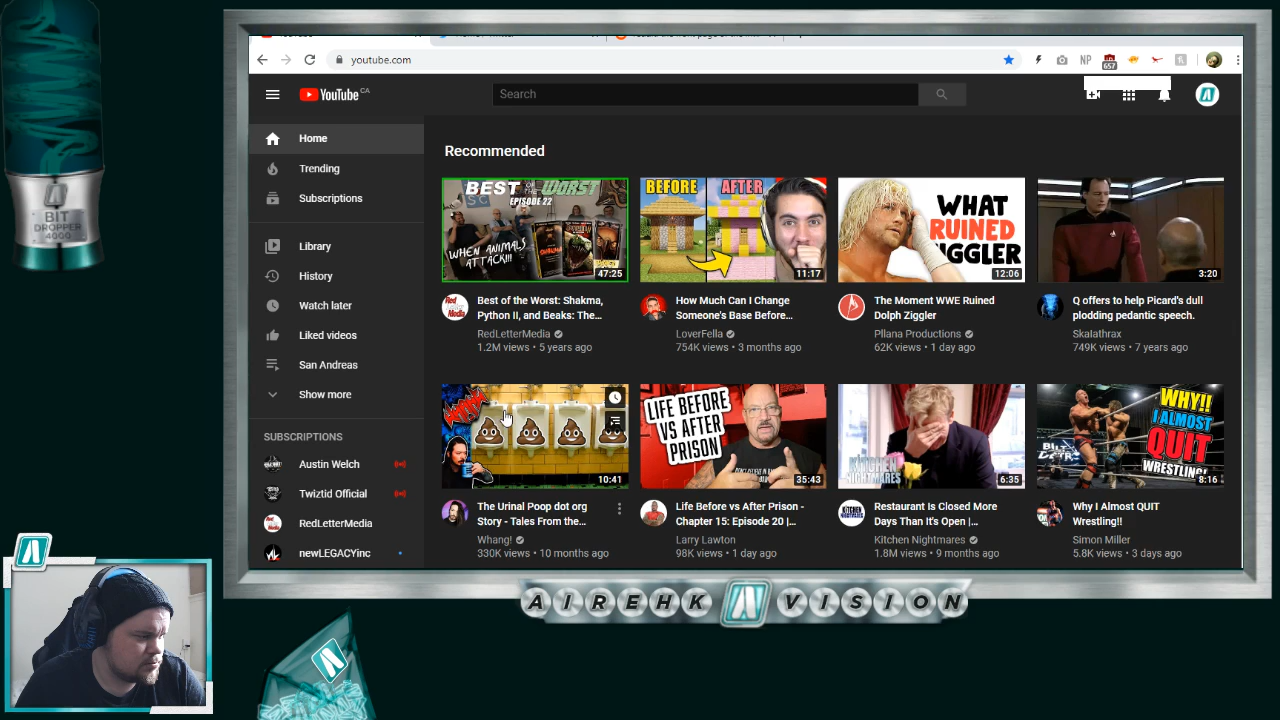 youtube.com
NP
657
YouTube CA
Search
Home
Trending
Subscriptions
Library
History
Watch later
Liked videos
San Andreas
Show more
SUBSCRIPTIONS
Austin Welch
Twiztid Official
RedLetterMedia
newLEGACYinc
Recommended
BEST OF THE WORST
EPISODE 22
WHEN ANIMALS
ATTACK!!!
47:25
Best of the Worst: Shakma,
Python II, and Beaks: The...
RedLetterMedia
1.2M views • 5 years ago
BEFORE
AFTER
11:17
How Much Can I Change
Someone's Base Before...
LoverFella
754K views • 3 months ago
WHAT
RUINED
ZIGGLER
12:06
The Moment WWE Ruined
Dolph Ziggler
Pllana Productions
62K views • 1 day ago
3:20
Q offers to help Picard's dull
plodding pedantic speech.
Skalathrax
749K views • 7 years ago
10:41
The Urinal Poop dot org
Story - Tales From the...
Whang!
330K views • 10 months ago
LIFE BEFORE
VS AFTER
PRISON
35:43
Life Before vs After Prison -
Chapter 15: Episode 20 |...
Larry Lawton
98K views • 1 day ago
KITCHEN
NIGHTMARES
6:35
Restaurant Is Closed More
Days Than It's Open |...
Kitchen Nightmares
1.8M views • 9 months ago
WHY!!
I ALMOST
QUIT
WRESTLING!
8:16
Why I Almost QUIT
Wrestling!!
Simon Miller
5.8K views • 3 days ago
BIT
DROPPER
4000
AIREHK VISION